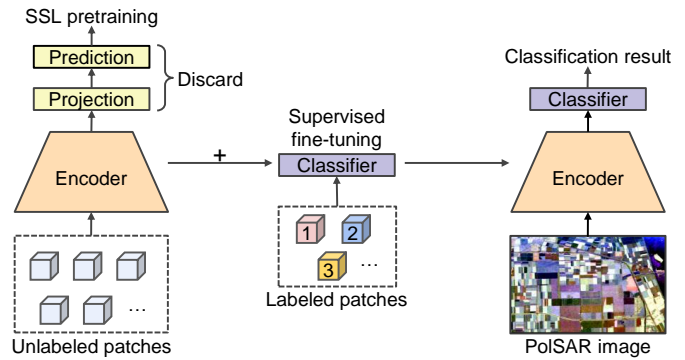 SSL pretraining
Prediction
Projection
Discard
Encoder
Unlabeled patches
...
+
Supervised
fine-tuning
Classifier
1
2
3
...
Labeled patches
Classification result
Classifier
Encoder
PolSAR image